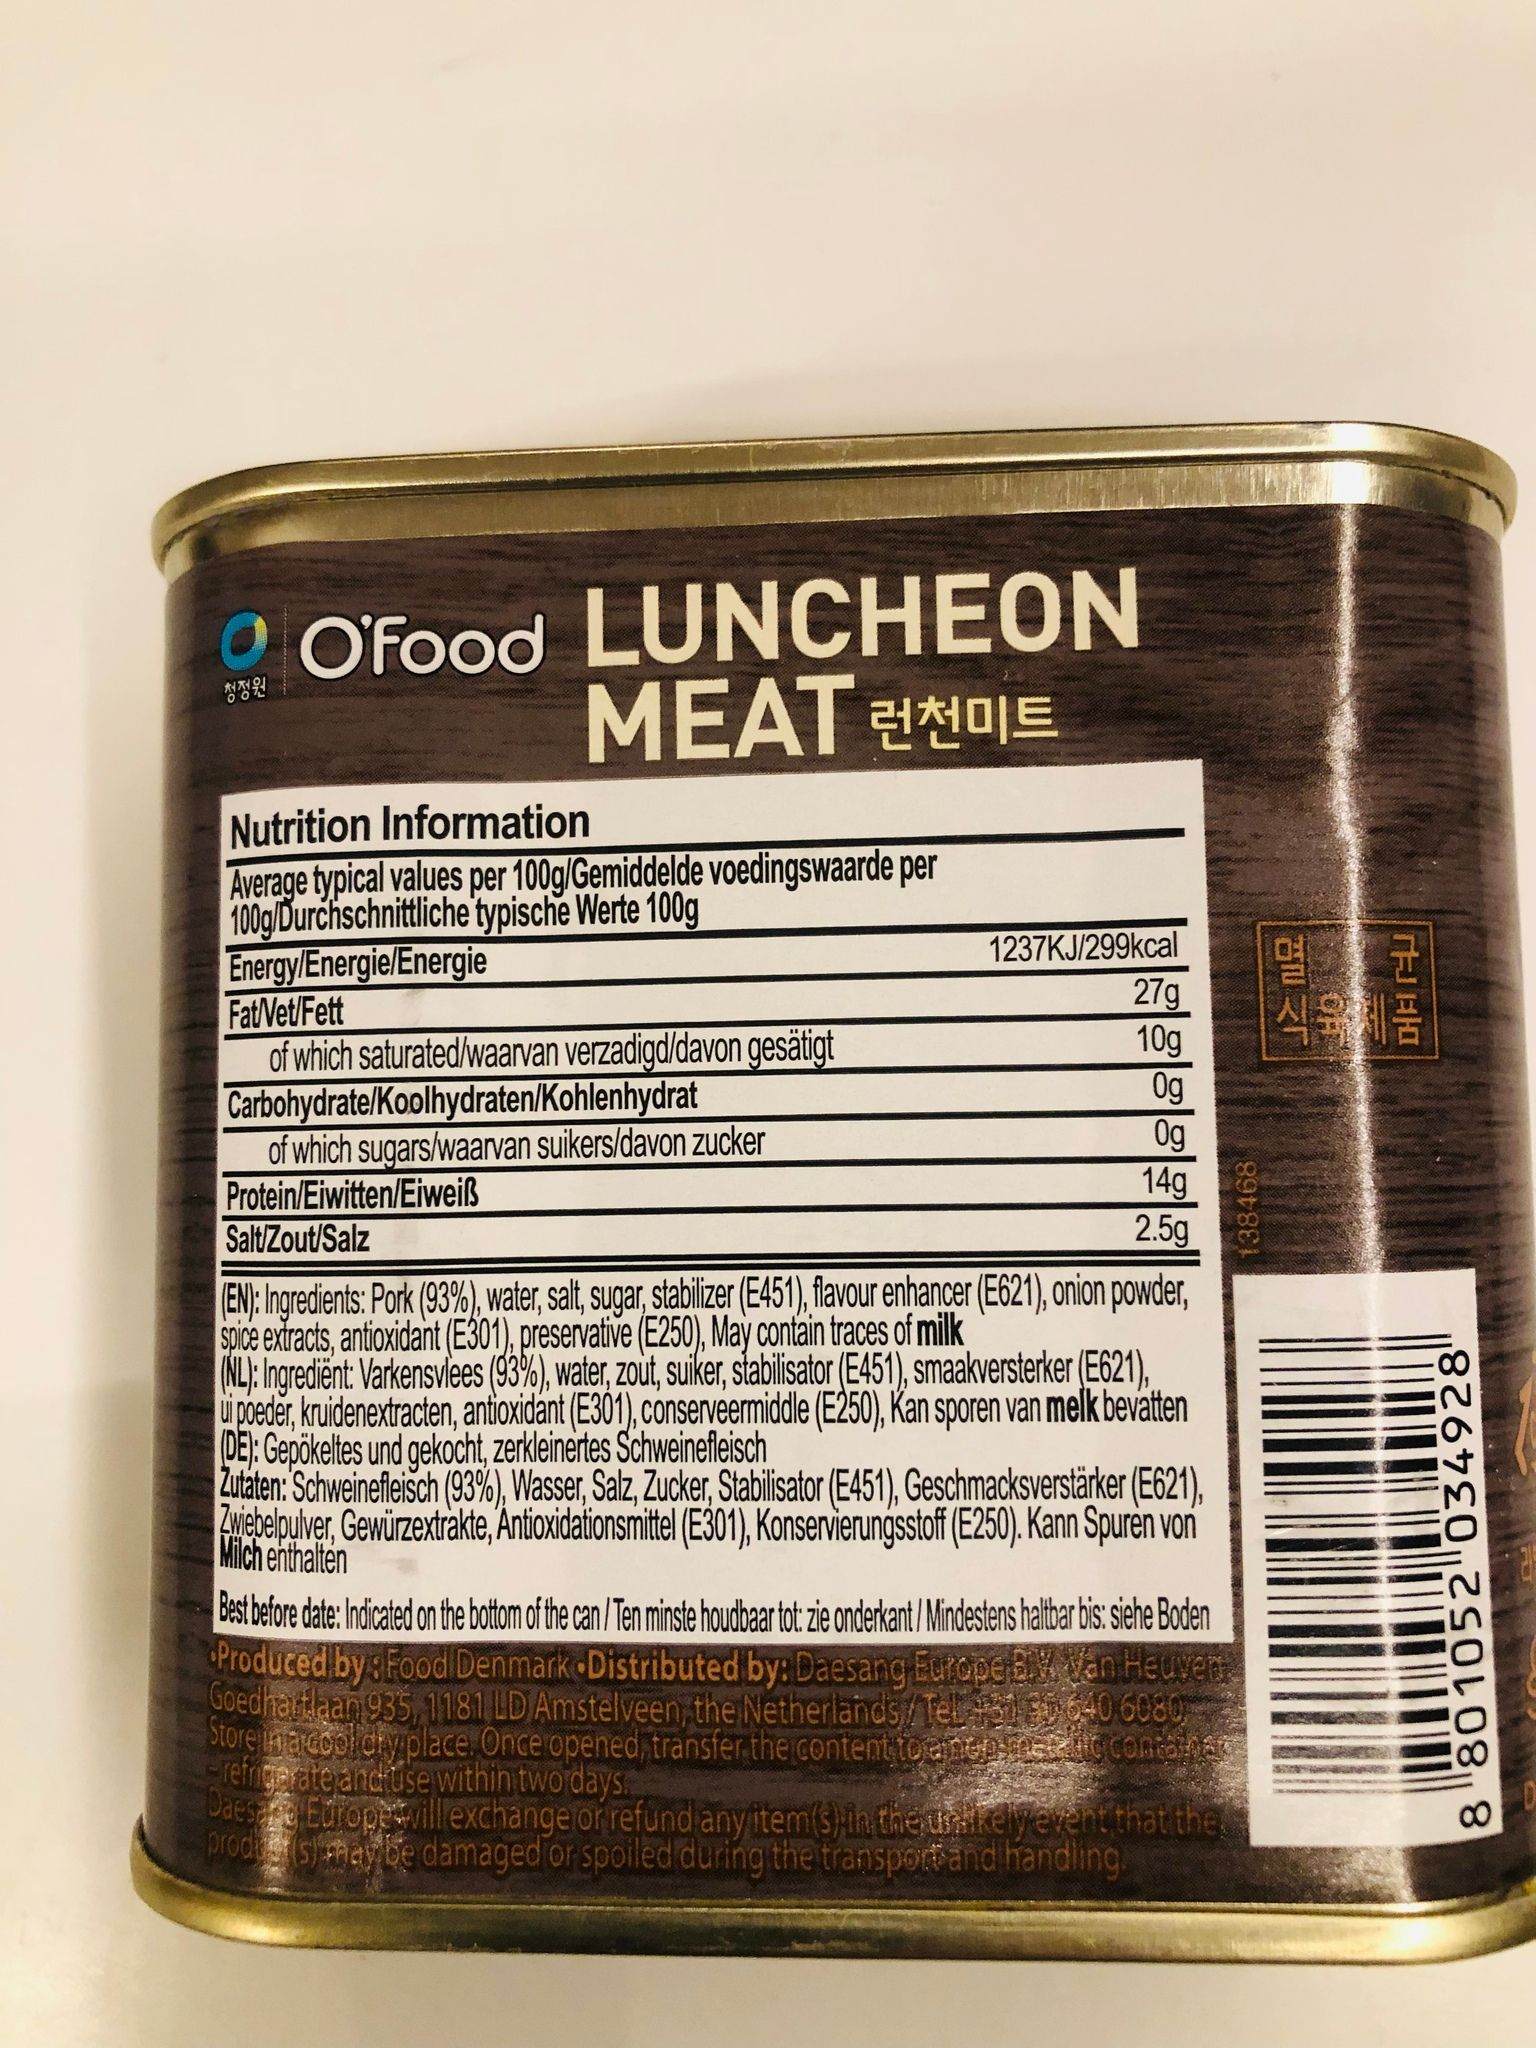 O'Food
청정원
LUNCHEON
MEAT 런천미트
Nutrition Information
Average typical values per 100g/Gemiddelde voedingswaarde per
100g/Durchschnittliche typische Werte 100g
Energy/Energie/Energie 1237KJ/299kcal
Fat/Vet/Fett 27g
of which saturated/waarvan verzadigd/davon gesätigt 10g
Carbohydrate/Koolhydraten/Kohlenhydrat 0g
of which sugars/waarvan suikers/davon zucker 0g
Protein/Eiwitten/Eiweiß 14g
Salt/Zout/Salz 2.5g
(EN): Ingredients: Pork (93%), water, salt, sugar, stabilizer (E451), flavour enhancer (E621), onion powder,
spice extracts, antioxidant (E301), preservative (E250), May contain traces of milk
(NL): Ingrediënt: Varkensvlees (93%), water, zout, suiker, stabilisator (E451), smaakversterker (E621),
ui poeder, kruidenextracten, antioxidant (E301), conserveermiddle (E250), Kan sporen van melk bevatten
(DE): Gepökeltes und gekocht, zerkleinertes Schweinefleisch
Zutaten: Schweinefleisch (93%), Wasser, Salz, Zucker, Stabilisator (E451), Geschmacksverstärker (E621),
Zwiebelpulver, Gewürzextrakte, Antioxidationsmittel (E301), Konservierungsstoff (E250). Kann Spuren von
Milch enthalten
Best before date: Indicated on the bottom of the can / Ten minste houdbaar tot: zie onderkant / Mindestens haltbar bis: siehe Boden
•Produced by : Food Denmark •Distributed by: Daesang Europe B.V. Van Heuven
Goedhartlaan 935, 1181 LD Amstelveen, the Netherlands / Tel. +31 640 6080
Store in a cool dry place. Once opened, transfer the content to a container
- refrigerate and use within two days.
Daesang Europe will exchange or refund any item(s) in the unlikely event that the
product(s) may be damaged or spoiled during the transport and handling.
멸 균
식육제품
138468
8 801052 034928